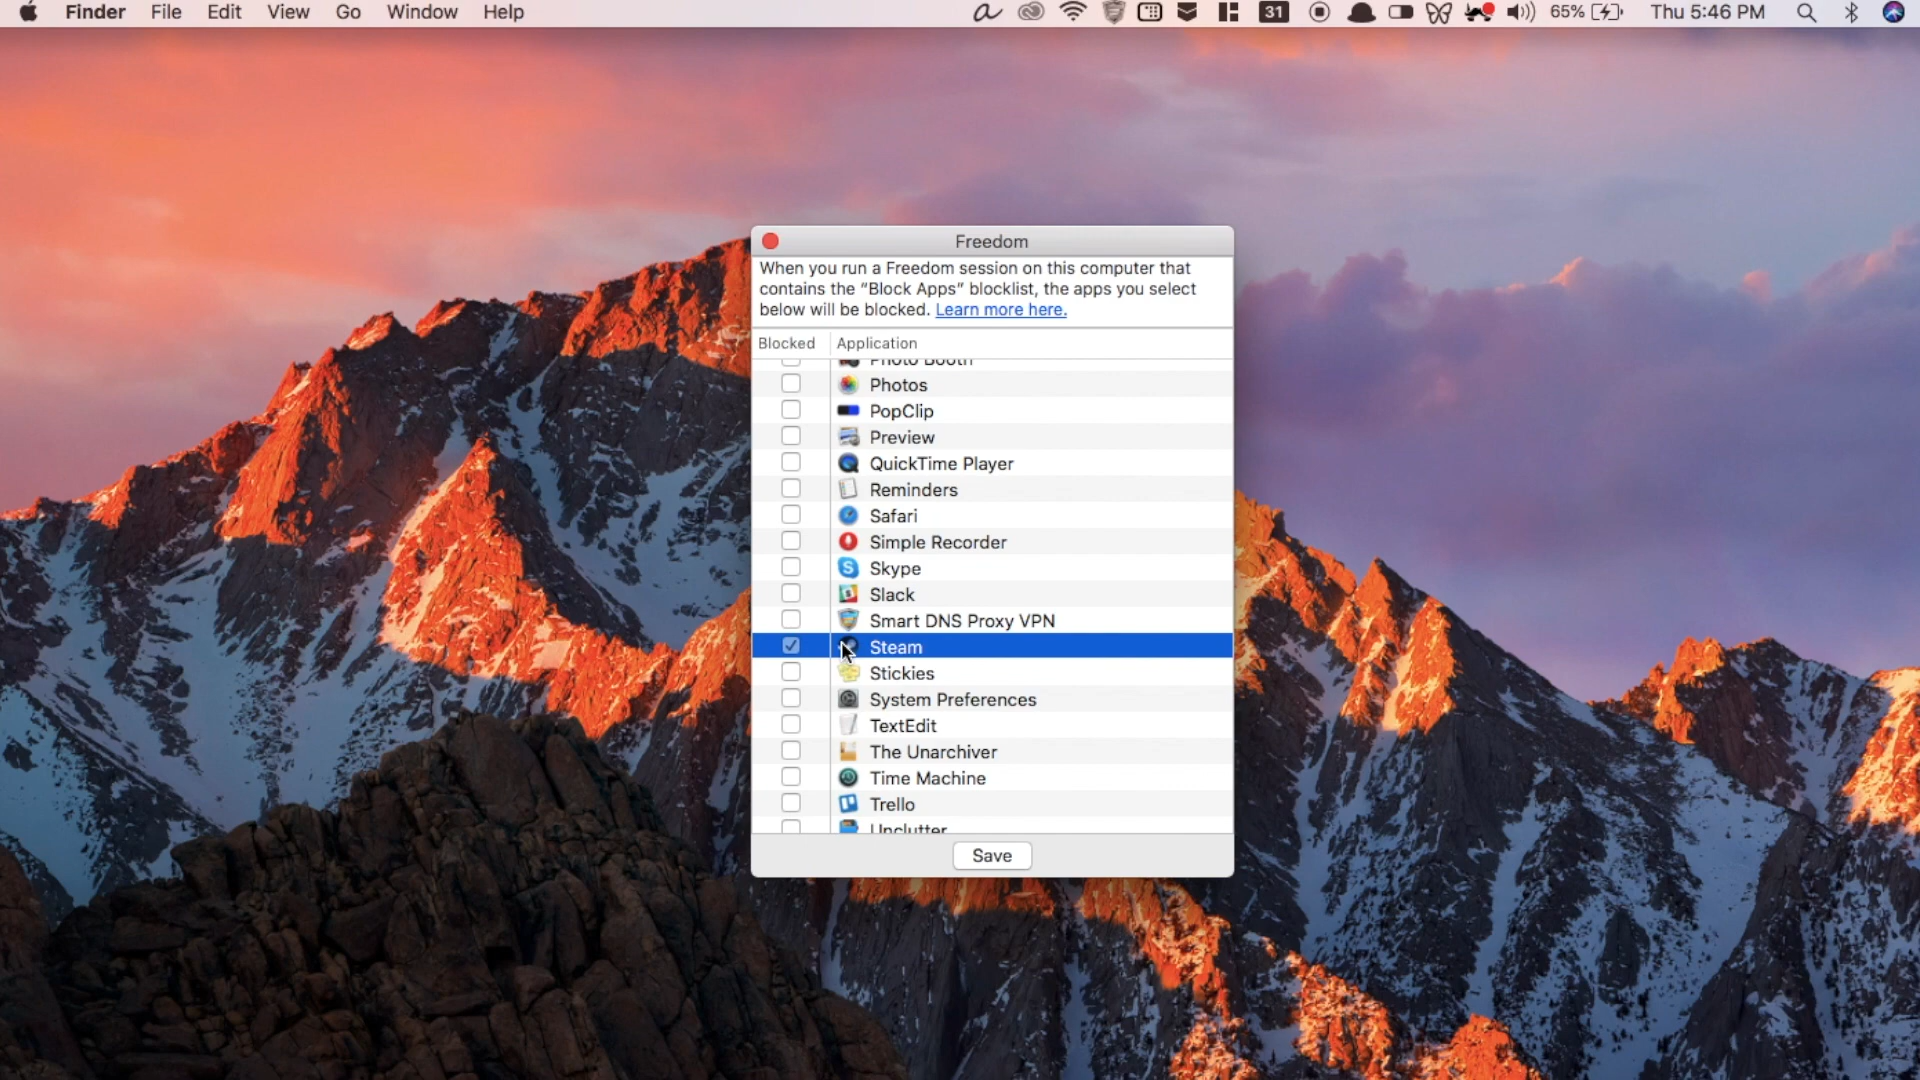 Finder File Edit View Go Window Help 31 65% Thu 5:46 PM
Freedom
When you run a Freedom session on this computer that
contains the “Block Apps” blocklist, the apps you select
below will be blocked. Learn more here.
Blocked Application
Photo Booth
Photos
PopClip
Preview
QuickTime Player
Reminders
Safari
Simple Recorder
Skype
Slack
Smart DNS Proxy VPN
Steam
Stickies
System Preferences
TextEdit
The Unarchiver
Time Machine
Trello
Unclutter
Save